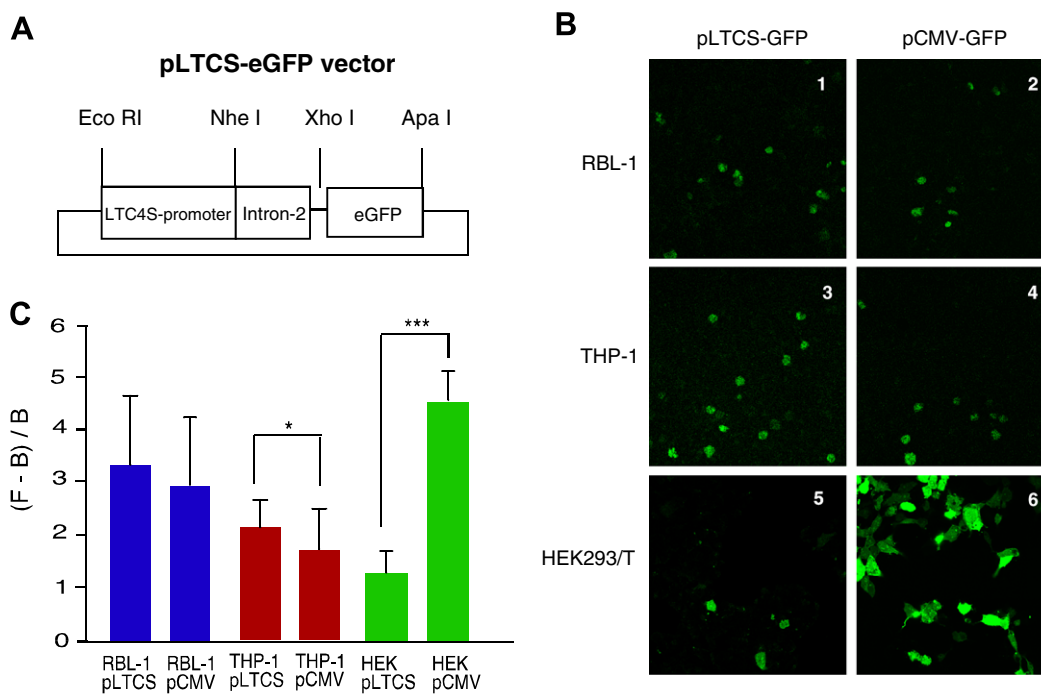 A
pLTCS-eGFP vector
Eco RI
Nhe I
Xho I
Apa I
LTC4S-promoter
Intron-2
eGFP
B
pLTCS-GFP
pCMV-GFP
RBL-1
1
2
THP-1
3
4
HEK293/T
5
6
C
(F - B) / B
6
5
4
3
2
1
0
*
***
RBL-1
pLTCS
RBL-1
pCMV
THP-1
pLTCS
THP-1
pCMV
HEK
pLTCS
HEK
pCMV